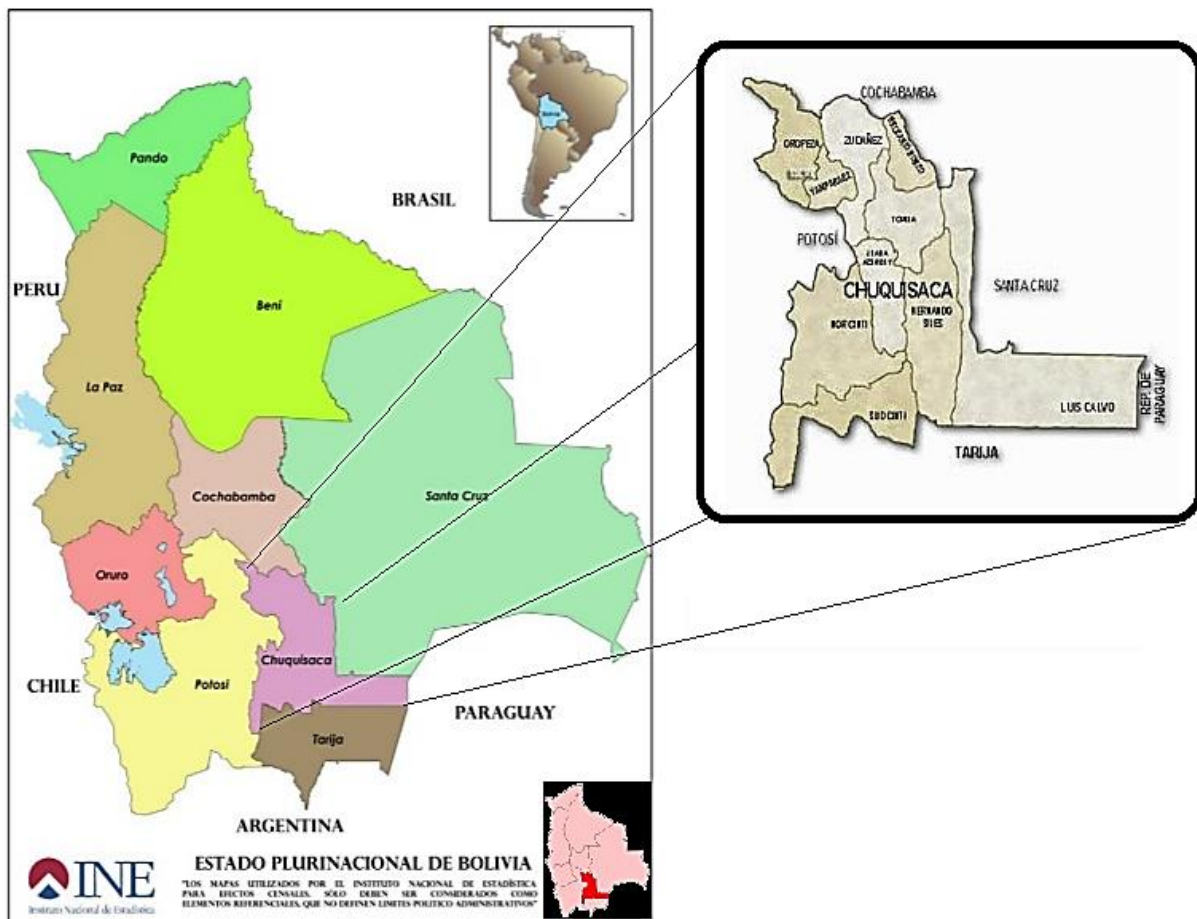 Pando
BRASIL
PERU
Beni
La Paz
Cochabamba
Santa Cruz
Oruro
Chuquisaca
CHILE
Potosí
PARAGUAY
Tarija
ARGENTINA
INE
Instituto Nacional de Estadística
ESTADO PLURINACIONAL DE BOLIVIA
"LOS MAPAS UTILIZADOS POR EL INSTITUTO NACIONAL DE ESTADÍSTICA
PARA EFECTOS CENSALES, SÓLO DEBEN SER CONSIDERADOS COMO
ELEMENTOS REFERENCIALES, QUE NO DEFINEN LIMITES POLITICO ADMINISTRATIVOS"
COCHABAMBA
OROPEZA
ZUDAÑEZ
YAMPARAEZ
TOMINA
POTOSÍ
AZURDUY
SANTA CRUZ
CHUQUISACA
HERNANDO
SILES
NOR CINTI
REP. DE
PARAGUAY
LUIS CALVO
SUD CINTI
TARIJA